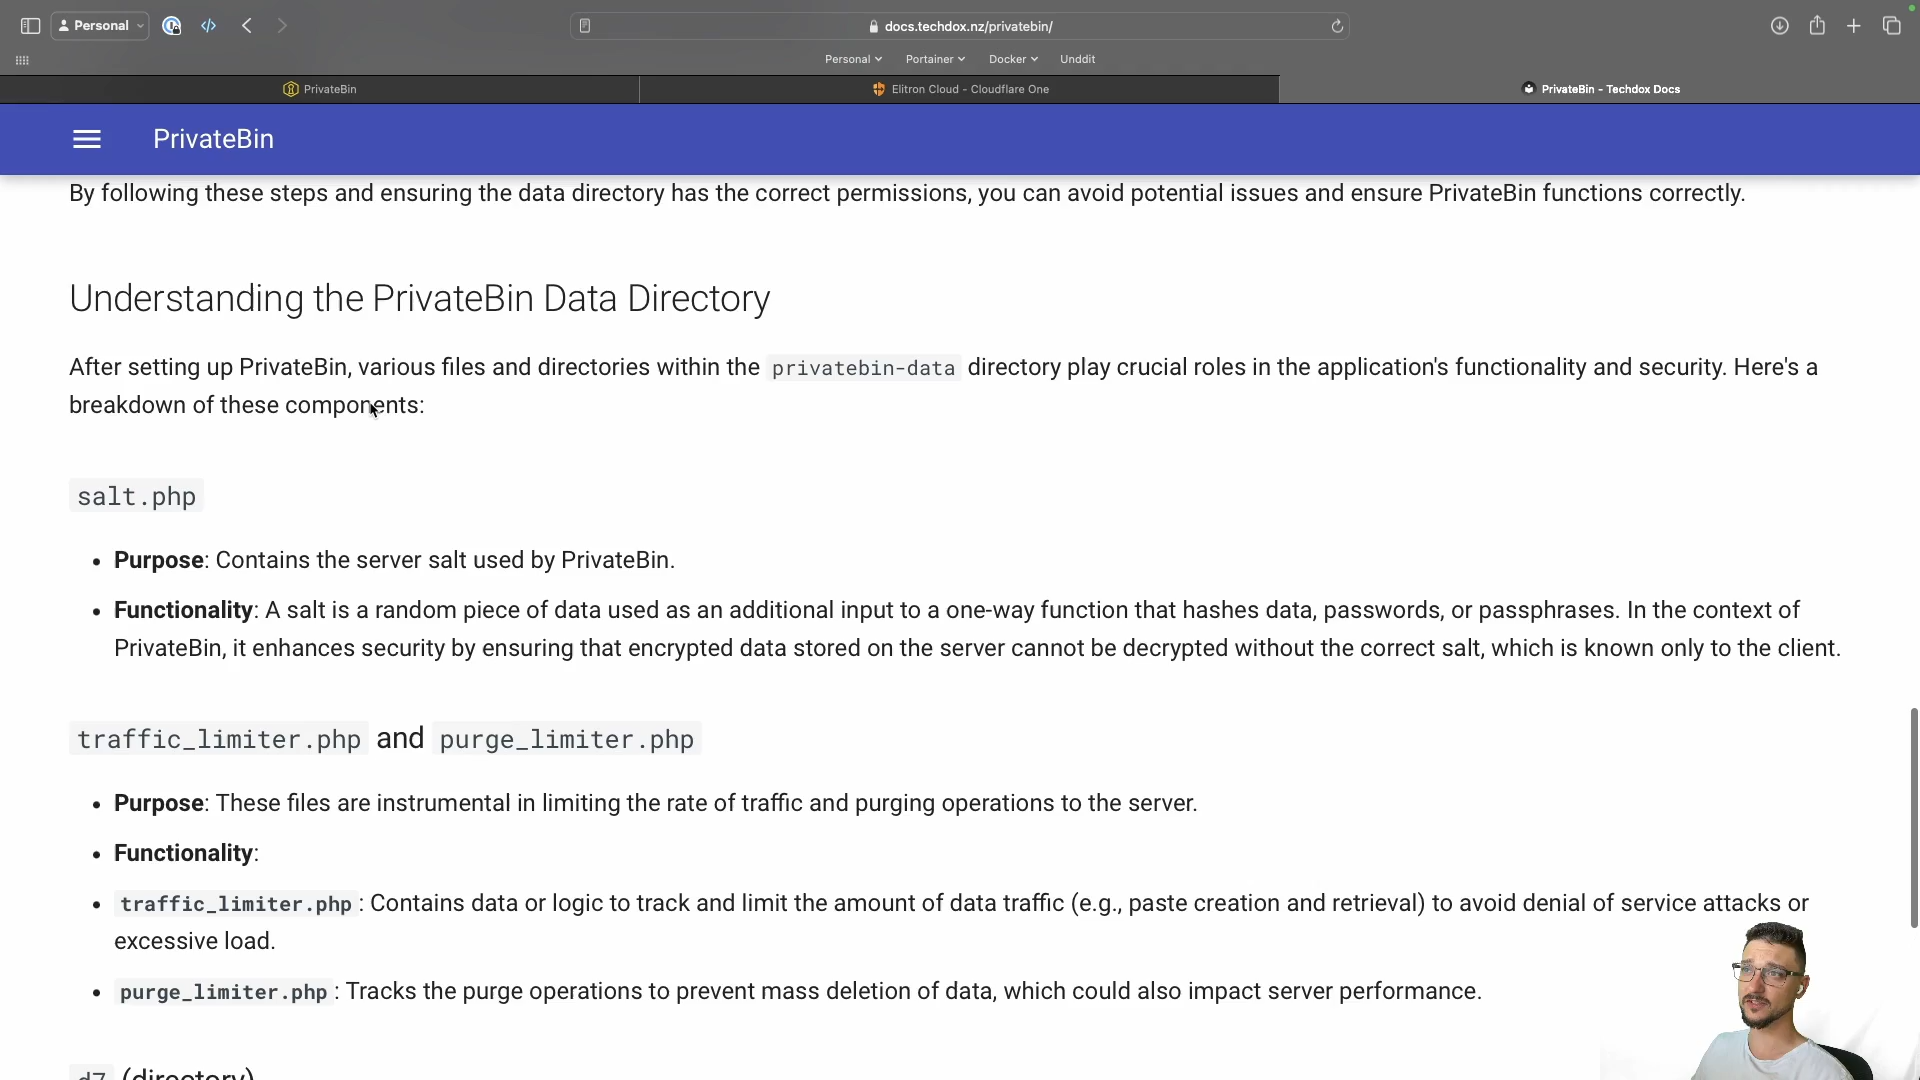 Personal
docs.techdox.nz/privatebin/
Personal
Portainer
Docker
Unddit
PrivateBin
Elitron Cloud - Cloudflare One
PrivateBin - Techdox Docs
PrivateBin
By following these steps and ensuring the data directory has the correct permissions, you can avoid potential issues and ensure PrivateBin functions correctly.
Understanding the PrivateBin Data Directory
After setting up PrivateBin, various files and directories within the privatebin-data directory play crucial roles in the application's functionality and security. Here's a
breakdown of these components:
salt.php
• Purpose: Contains the server salt used by PrivateBin.
• Functionality: A salt is a random piece of data used as an additional input to a one-way function that hashes data, passwords, or passphrases. In the context of
PrivateBin, it enhances security by ensuring that encrypted data stored on the server cannot be decrypted without the correct salt, which is known only to the client.
traffic_limiter.php and purge_limiter.php
• Purpose: These files are instrumental in limiting the rate of traffic and purging operations to the server.
• Functionality:
• traffic_limiter.php: Contains data or logic to track and limit the amount of data traffic (e.g., paste creation and retrieval) to avoid denial of service attacks or
excessive load.
• purge_limiter.php: Tracks the purge operations to prevent mass deletion of data, which could also impact server performance.
d7 (directory)